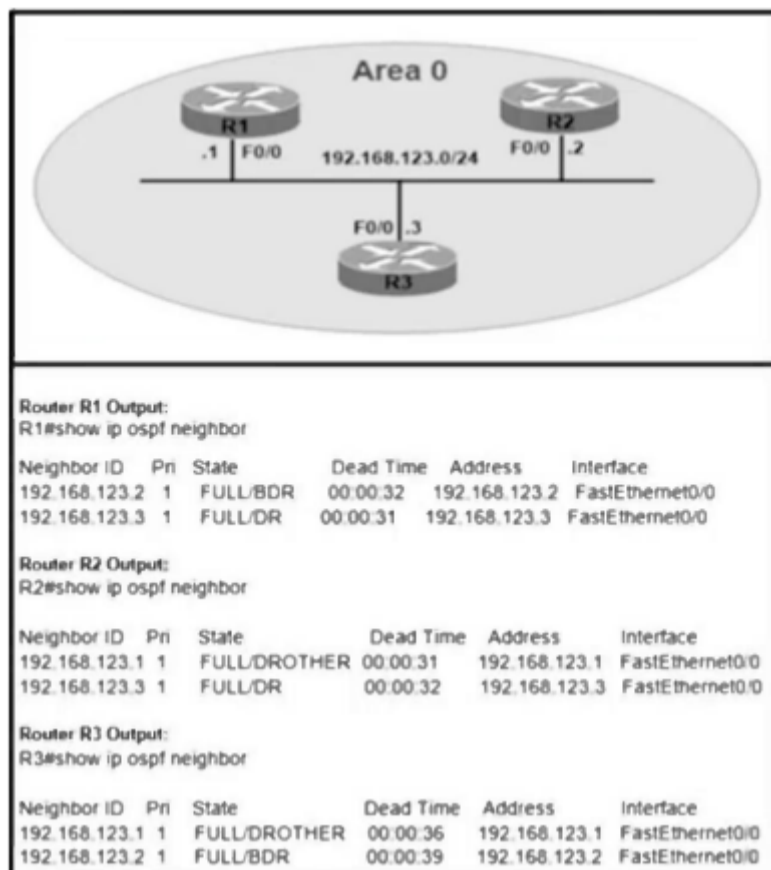 Area 0
R1
R2
.1 F0/0
192.168.123.0/24
F0/0 .2
F0/0 .3
R3
Router R1 Output:
R1#show ip ospf neighbor
Neighbor ID Pri State Dead Time Address Interface
192.168.123.2 1 FULL/BDR 00:00:32 192.168.123.2 FastEthernet0/0
192.168.123.3 1 FULL/DR 00:00:31 192.168.123.3 FastEthernet0/0
Router R2 Output:
R2#show ip ospf neighbor
Neighbor ID Pri State Dead Time Address Interface
192.168.123.1 1 FULL/DROTHER 00:00:31 192.168.123.1 FastEthernet0/0
192.168.123.3 1 FULL/DR 00:00:32 192.168.123.3 FastEthernet0/0
Router R3 Output:
R3#show ip ospf neighbor
Neighbor ID Pri State Dead Time Address Interface
192.168.123.1 1 FULL/DROTHER 00:00:36 192.168.123.1 FastEthernet0/0
192.168.123.2 1 FULL/BDR 00:00:39 192.168.123.2 FastEthernet0/0